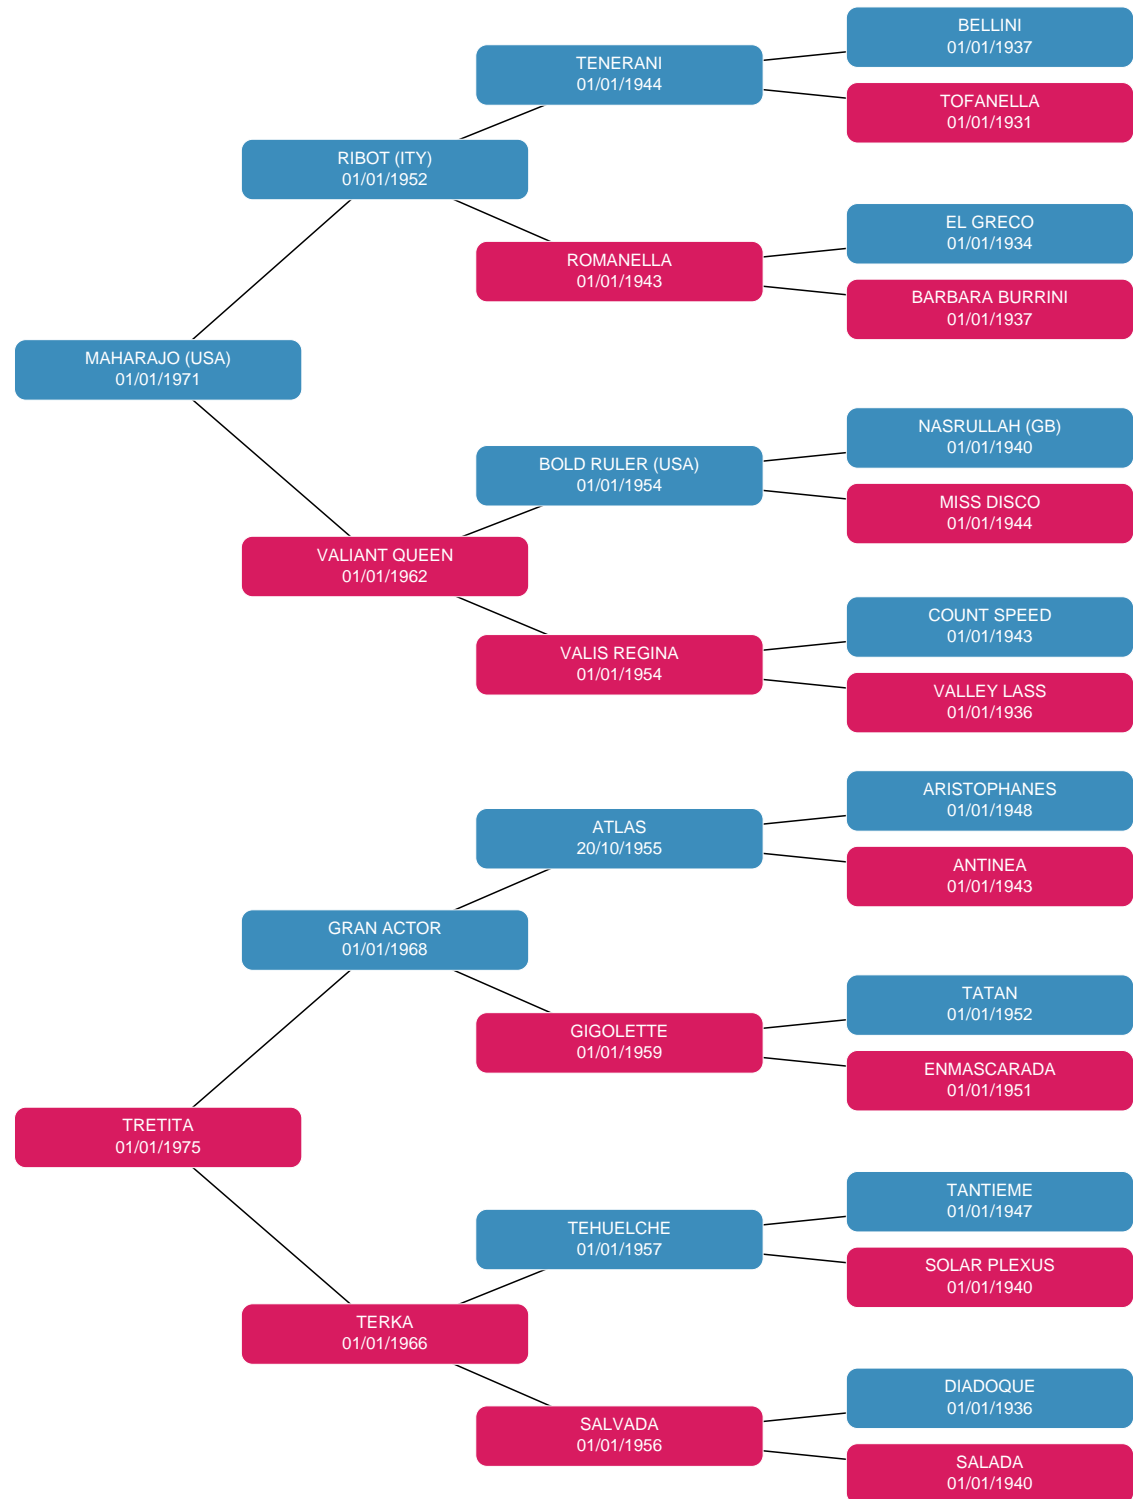 BELLINI
01/01/1937
TENERANI
01/01/1944
TOFANELLA
01/01/1931
RIBOT (ITY)
01/01/1952
EL GRECO
01/01/1934
ROMANELLA
01/01/1943
BARBARA BURRINI
01/01/1937
MAHARAJO (USA)
01/01/1971
NASRULLAH (GB)
01/01/1940
BOLD RULER (USA)
01/01/1954
MISS DISCO
01/01/1944
VALIANT QUEEN
01/01/1962
COUNT SPEED
01/01/1943
VALIS REGINA
01/01/1954
VALLEY LASS
01/01/1936
ARISTOPHANES
01/01/1948
ATLAS
20/10/1955
ANTINEA
01/01/1943
GRAN ACTOR
01/01/1968
TATAN
01/01/1952
GIGOLETTE
01/01/1959
ENMASCARADA
01/01/1951
TRETITA
01/01/1975
TANTIEME
01/01/1947
TEHUELCHE
01/01/1957
SOLAR PLEXUS
01/01/1940
TERKA
01/01/1966
DIADOQUE
01/01/1936
SALVADA
01/01/1956
SALADA
01/01/1940